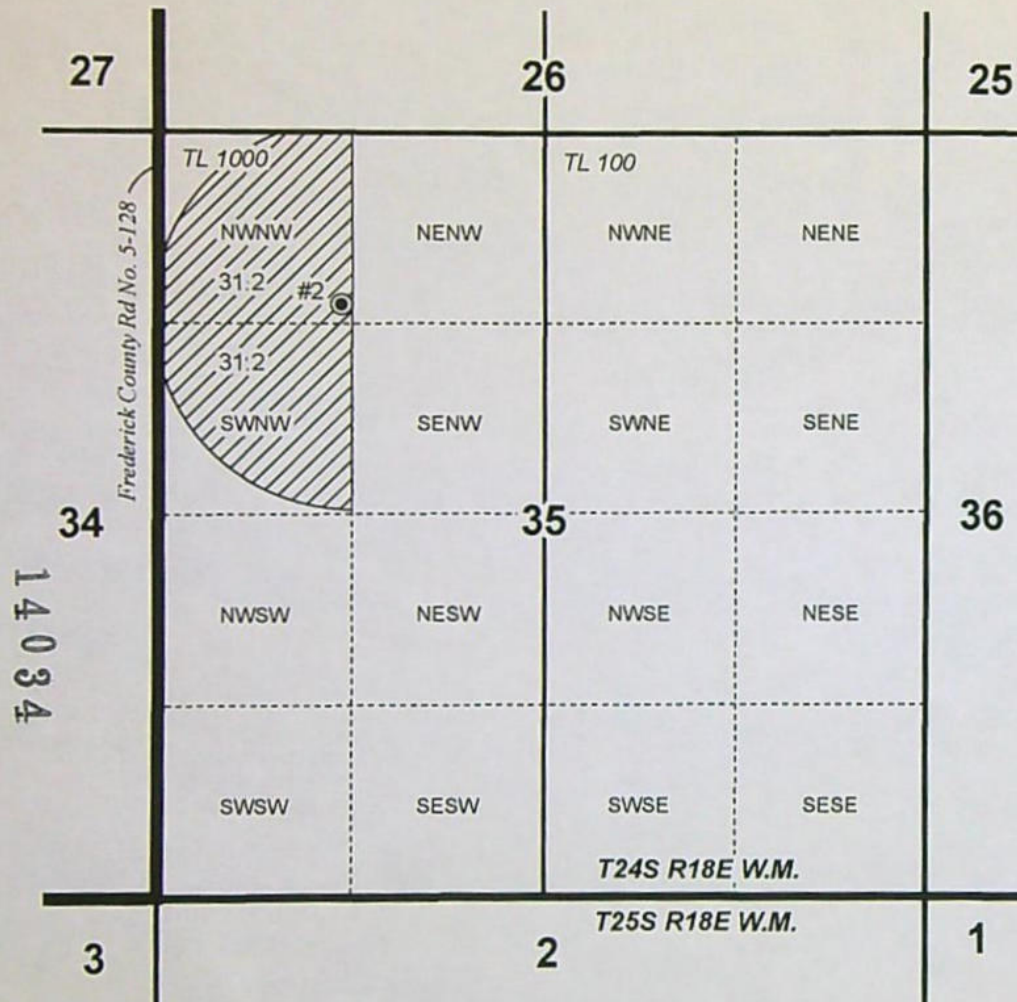 27 26 25
TL 1000 TL 100
NWNW NENW NWNE NENE
31.2
#2
31.2
SWNW SENW SWNE SENE
Frederick County Rd No. 5-128
34 35 36
14034
NWSW NESW NWSE NESE
SWSW SESW SWSE SESE
T24S R18E W.M.
T25S R18E W.M.
3 2 1